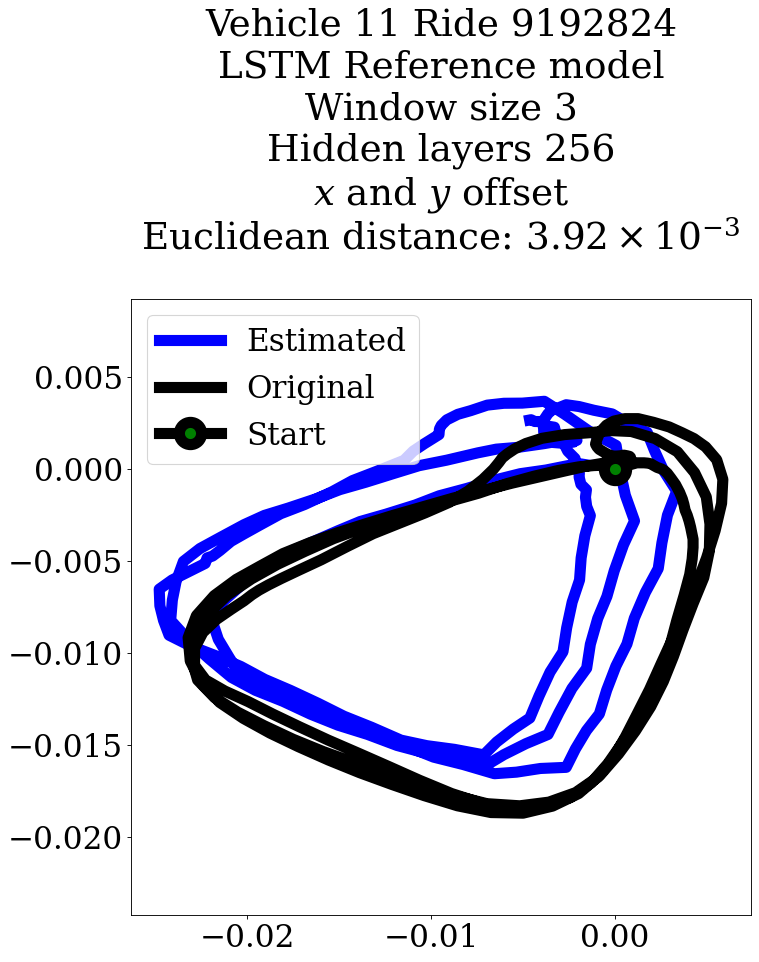 Vehicle 11 Ride 9192824
LSTM Reference model
Window size 3
Hidden layers 256
x and y offset
Euclidean distance: 3.92 × 10⁻³
Estimated
Original
Start
0.005
0.000
−0.005
−0.010
−0.015
−0.020
−0.02
−0.01
0.00